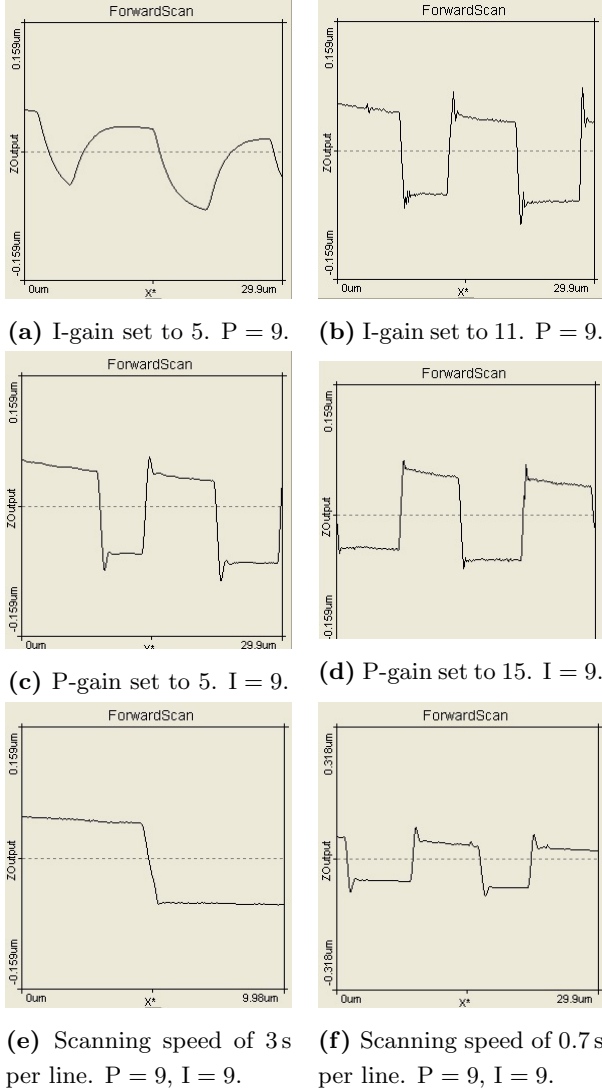 ForwardScan
0.159um
ZOutput
-0.159um
0um
X*
29.9um
(a) I-gain set to 5. P = 9.
ForwardScan
0.159um
ZOutput
-0.159um
0um
X*
29.9um
(b) I-gain set to 11. P = 9.
ForwardScan
0.159um
ZOutput
-0.159um
0um
X*
29.9um
(c) P-gain set to 5. I = 9.
ForwardScan
0.159um
ZOutput
-0.159um
0um
X*
29.9um
(d) P-gain set to 15. I = 9.
ForwardScan
0.159um
ZOutput
-0.159um
0um
X*
9.98um
(e) Scanning speed of 3 s
per line. P = 9, I = 9.
ForwardScan
0.318um
ZOutput
-0.318um
0um
X*
29.9um
(f) Scanning speed of 0.7 s
per line. P = 9, I = 9.